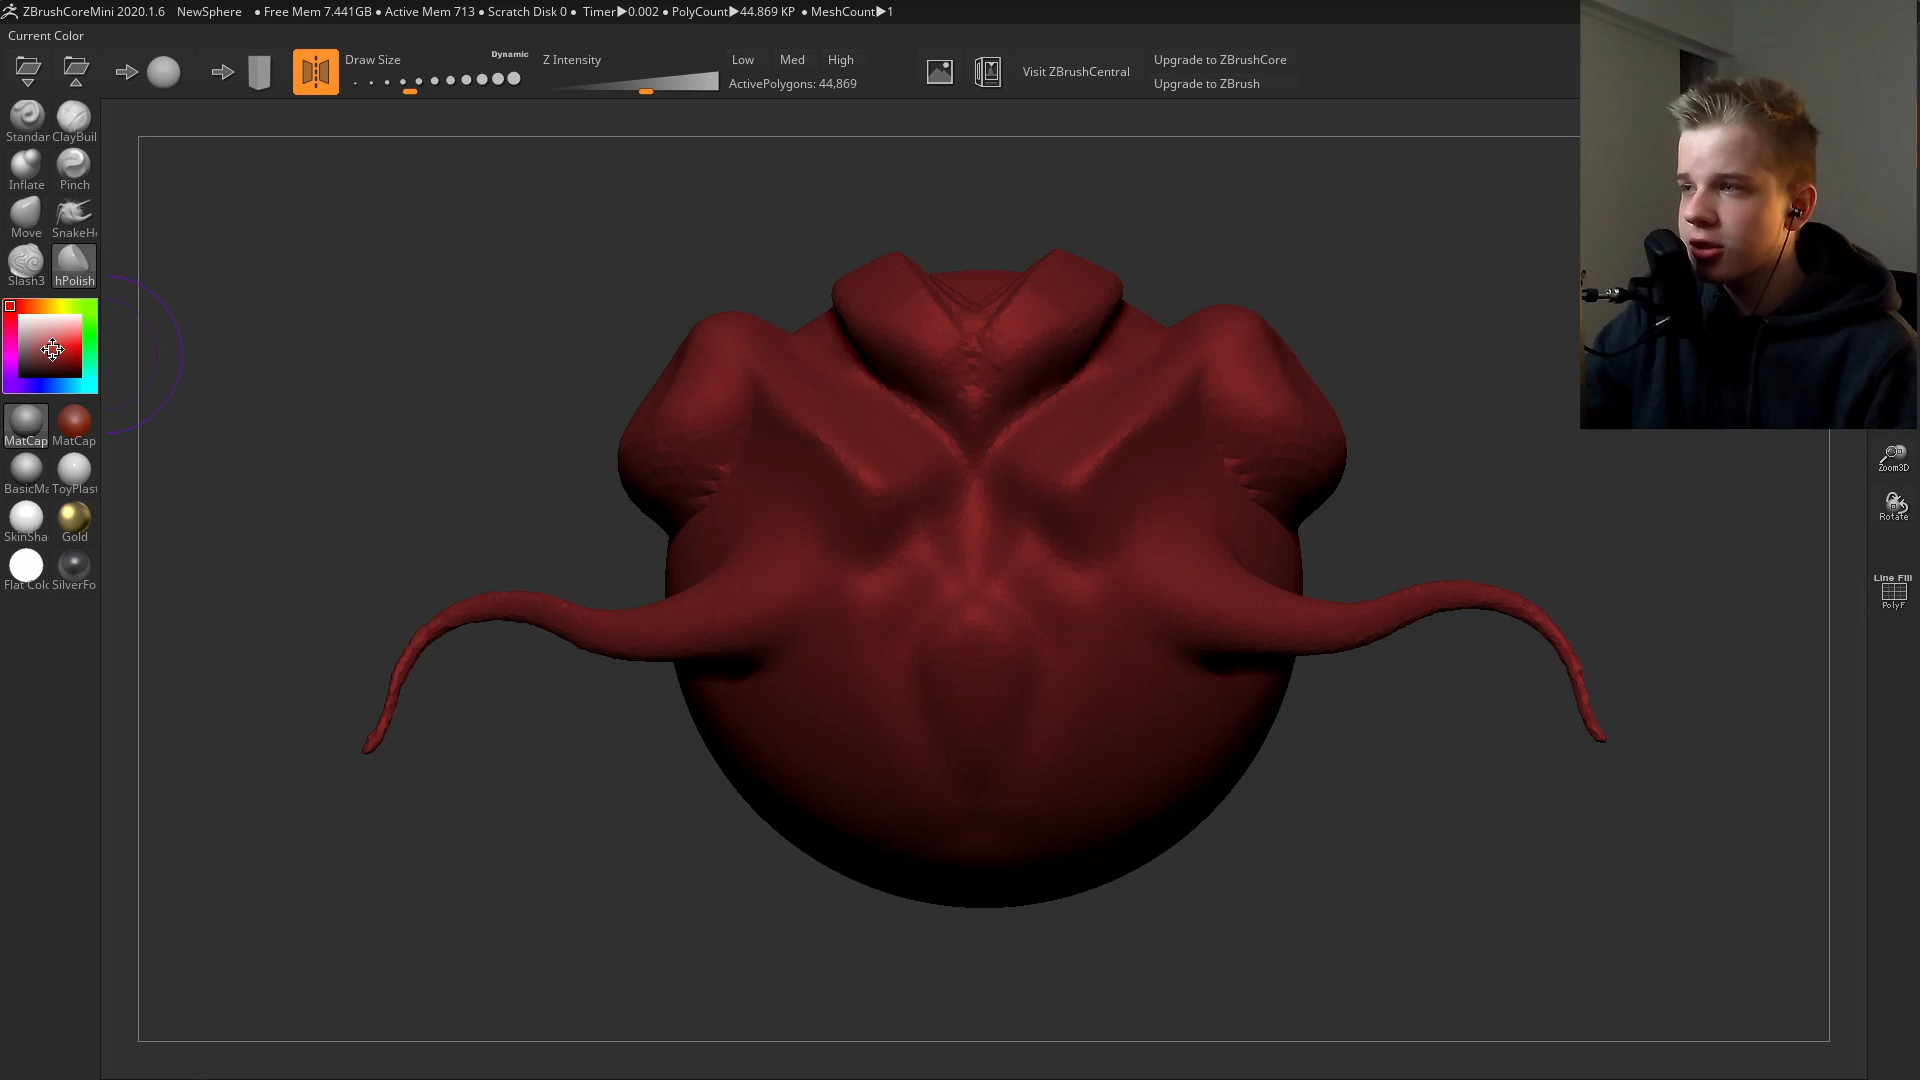 ZBrushCoreMini 2020.1.6 NewSphere ● Free Mem 7.441GB ● Active Mem 713 ● Scratch Disk 0 ● Timer▶0.002 ● PolyCount▶44.869 KP ● MeshCount▶1
Current Color
Draw Size
Dynamic
Z Intensity
Low Med High
ActivePolygons: 44,869
Visit ZBrushCentral
Upgrade to ZBrushCore
Upgrade to ZBrush
Standar ClayBuil
Inflate Pinch
Move SnakeHo
Slash3 hPolish
MatCap MatCap
BasicMa ToyPlast
SkinSha Gold
Flat Colo SilverFo
Zoom3D
Rotate
Line Fill
PolyF